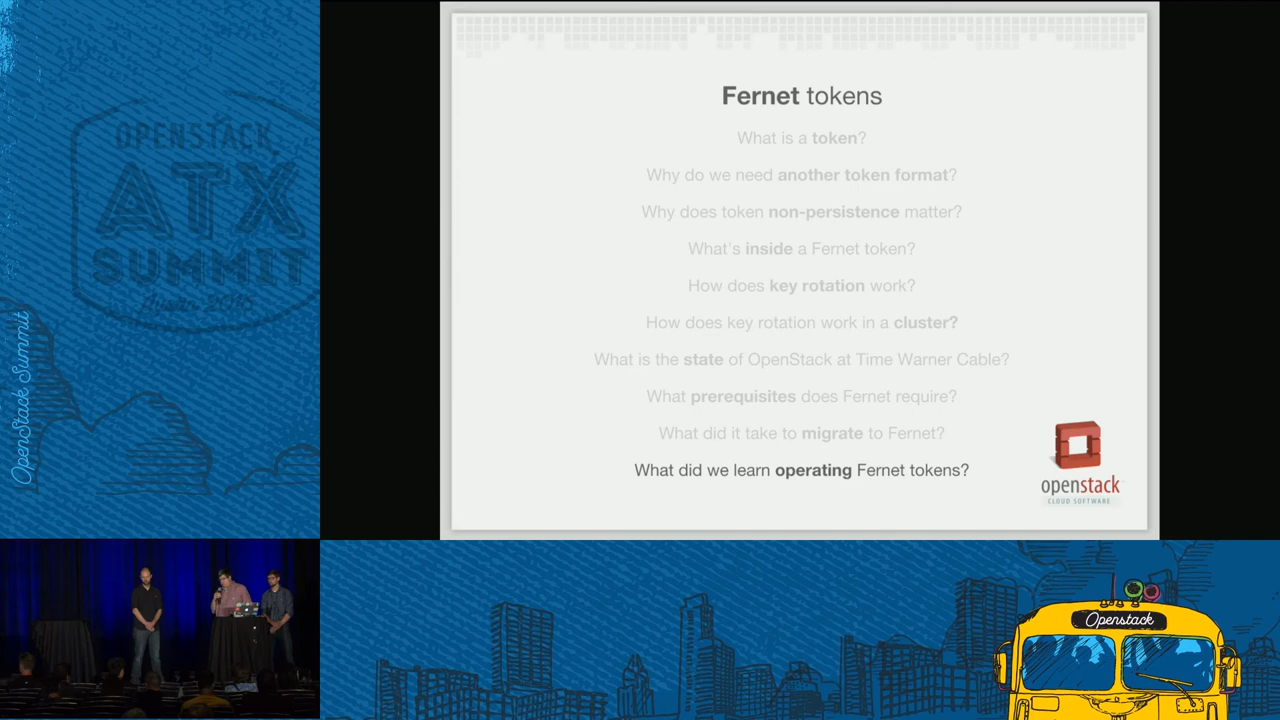 OPENSTACK
ATX
SUMMIT
Austin 2016
OpenStack Summit
Fernet tokens
What is a token?
Why do we need another token format?
Why does token non-persistence matter?
What's inside a Fernet token?
How does key rotation work?
How does key rotation work in a cluster?
What is the state of OpenStack at Time Warner Cable?
What prerequisites does Fernet require?
What did it take to migrate to Fernet?
What did we learn operating Fernet tokens?
openstack
CLOUD SOFTWARE
Openstack